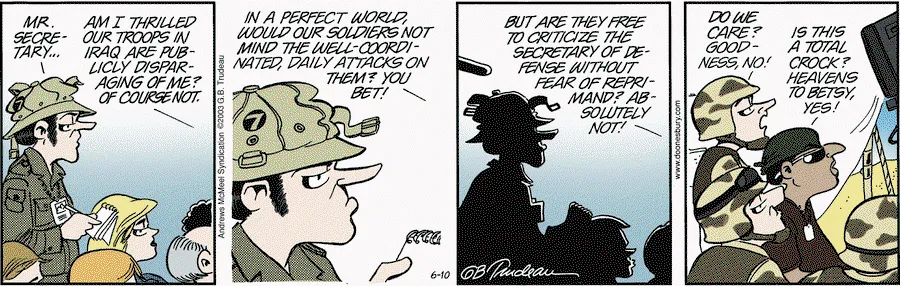 MR.
SECRE-
TARY...
AM I THRILLED
OUR TROOPS IN
IRAQ ARE PUB-
LICLY DISPAR-
AGING OF ME?
OF COURSE NOT.
7
Andrews McMeel Syndication ©2003 G.B. Trudeau
IN A PERFECT WORLD,
WOULD OUR SOLDIERS NOT
MIND THE WELL-COORDI-
NATED, DAILY ATTACKS ON
THEM? YOU
BET!
7
6-10
BUT ARE THEY FREE
TO CRITICIZE THE
SECRETARY OF DE-
FENSE WITHOUT
FEAR OF REPRI-
MAND? AB-
SOLUTELY
NOT!
GB Trudeau
www.doonesbury.com
DO WE
CARE?
GOOD-
NESS, NO!
IS THIS
A TOTAL
CROCK?
HEAVENS
TO BETSY,
YES!